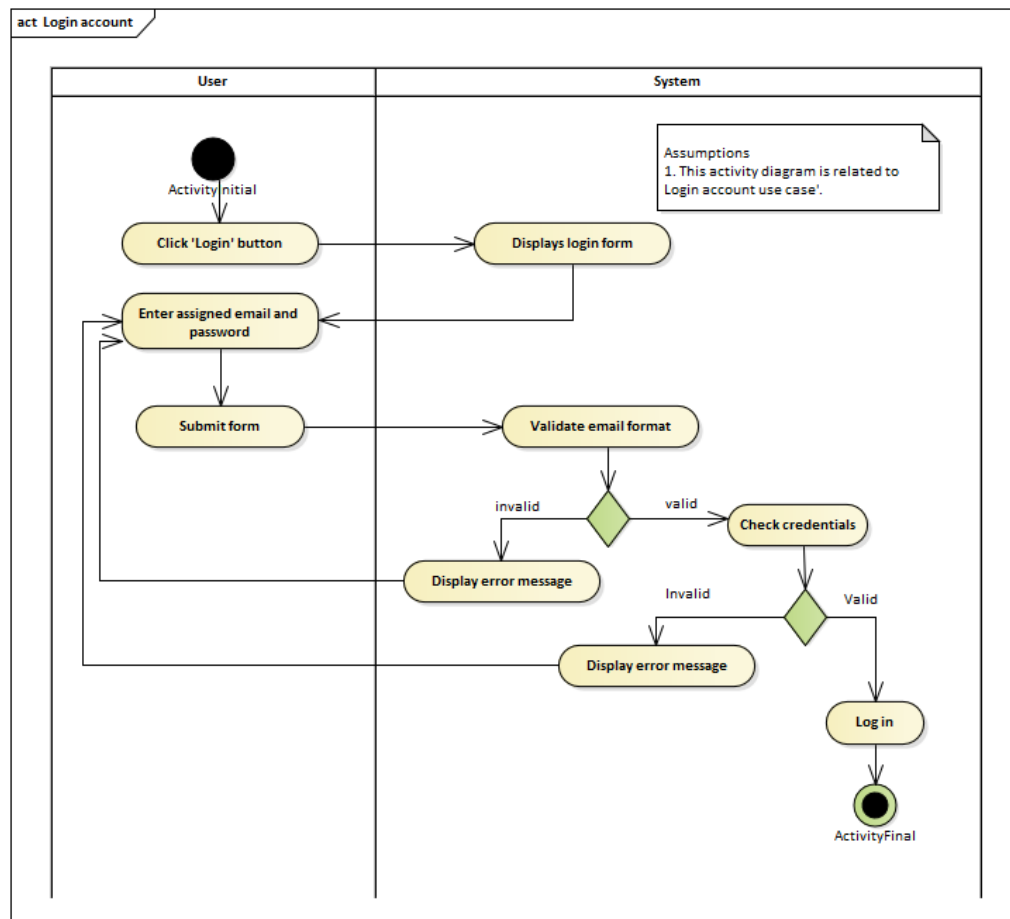 act Login account
User
System
Assumptions
1. This activity diagram is related to
Login account use case'.
ActivityInitial
Click 'Login' button
Displays login form
Enter assigned email and
password
Submit form
Validate email format
invalid
valid
Check credentials
Display error message
Invalid
Valid
Display error message
Log in
ActivityFinal